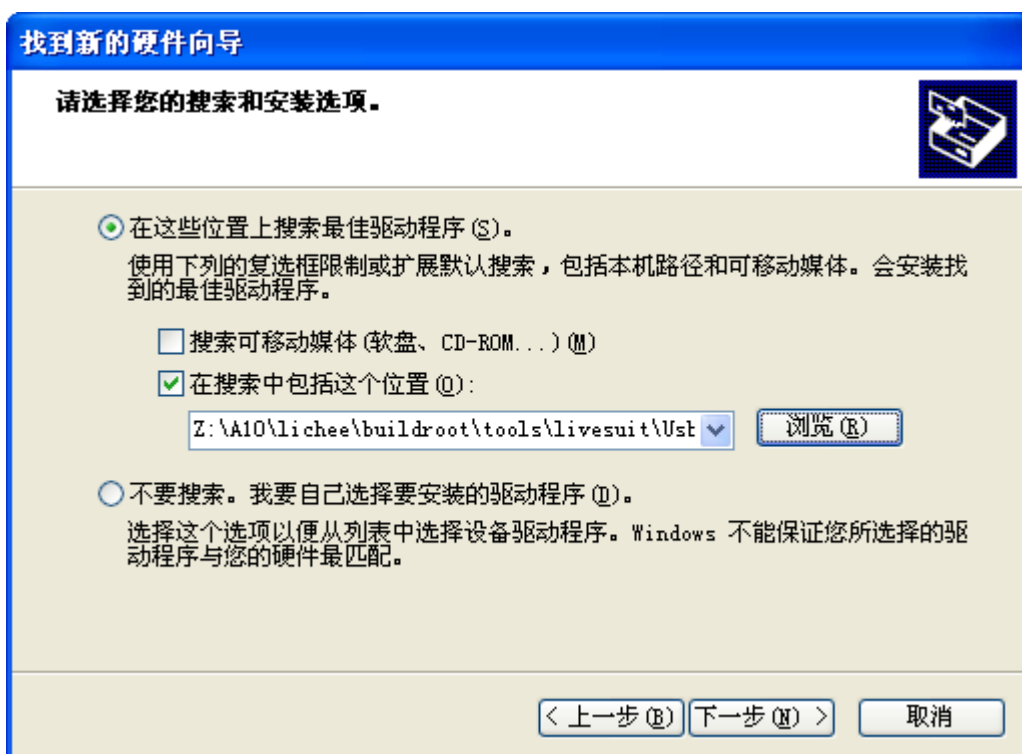 找到新的硬件向导
请选择您的搜索和安装选项。
在这些位置上搜索最佳驱动程序(S)。
使用下列的复选框限制或扩展默认搜索，包括本机路径和可移动媒体。会安装找
到的最佳驱动程序。
搜索可移动媒体(软盘、CD-ROM...)(M)
在搜索中包括这个位置(O):
Z:\A10\lichee\buildroot\tools\livesuit\Usb
浏览(R)
不要搜索。我要自己选择要安装的驱动程序(D)。
选择这个选项以便从列表中选择设备驱动程序。Windows 不能保证您所选择的驱
动程序与您的硬件最匹配。
< 上一步(B) 下一步(N) > 取消